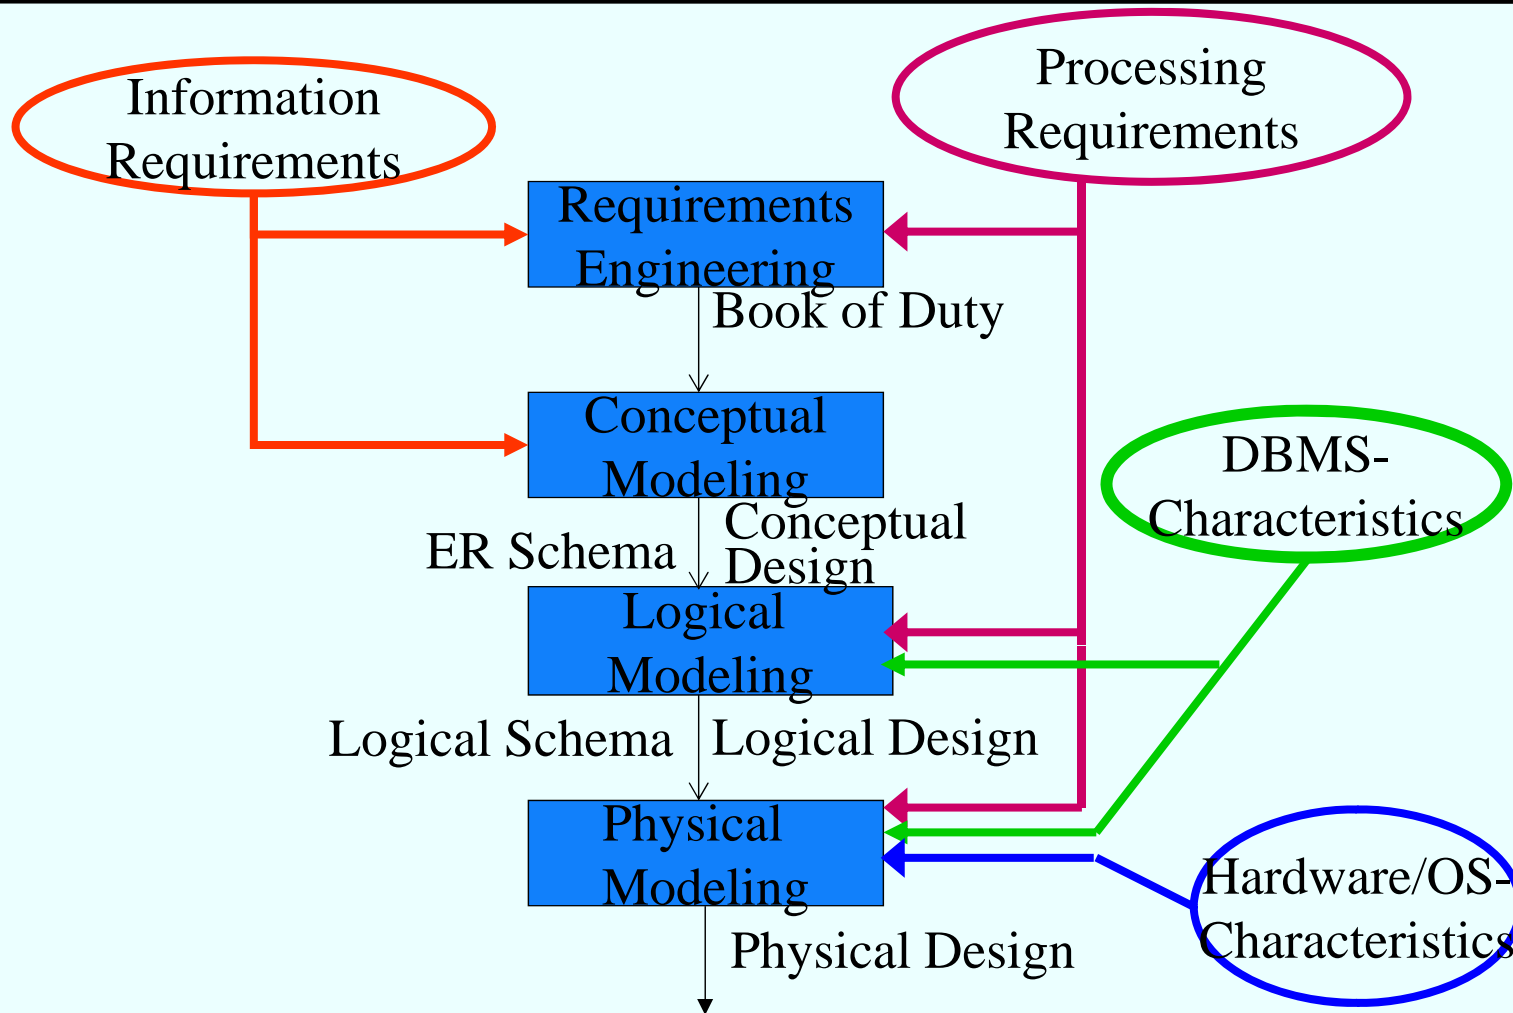 Information
Requirements
Processing
Requirements
Requirements
Engineering
Book of Duty
Conceptual
Modeling
DBMS-
Characteristics
ER Schema
Conceptual
Design
Logical
Modeling
Logical Schema
Logical Design
Physical
Modeling
Hardware/OS-
Characteristics
Physical Design